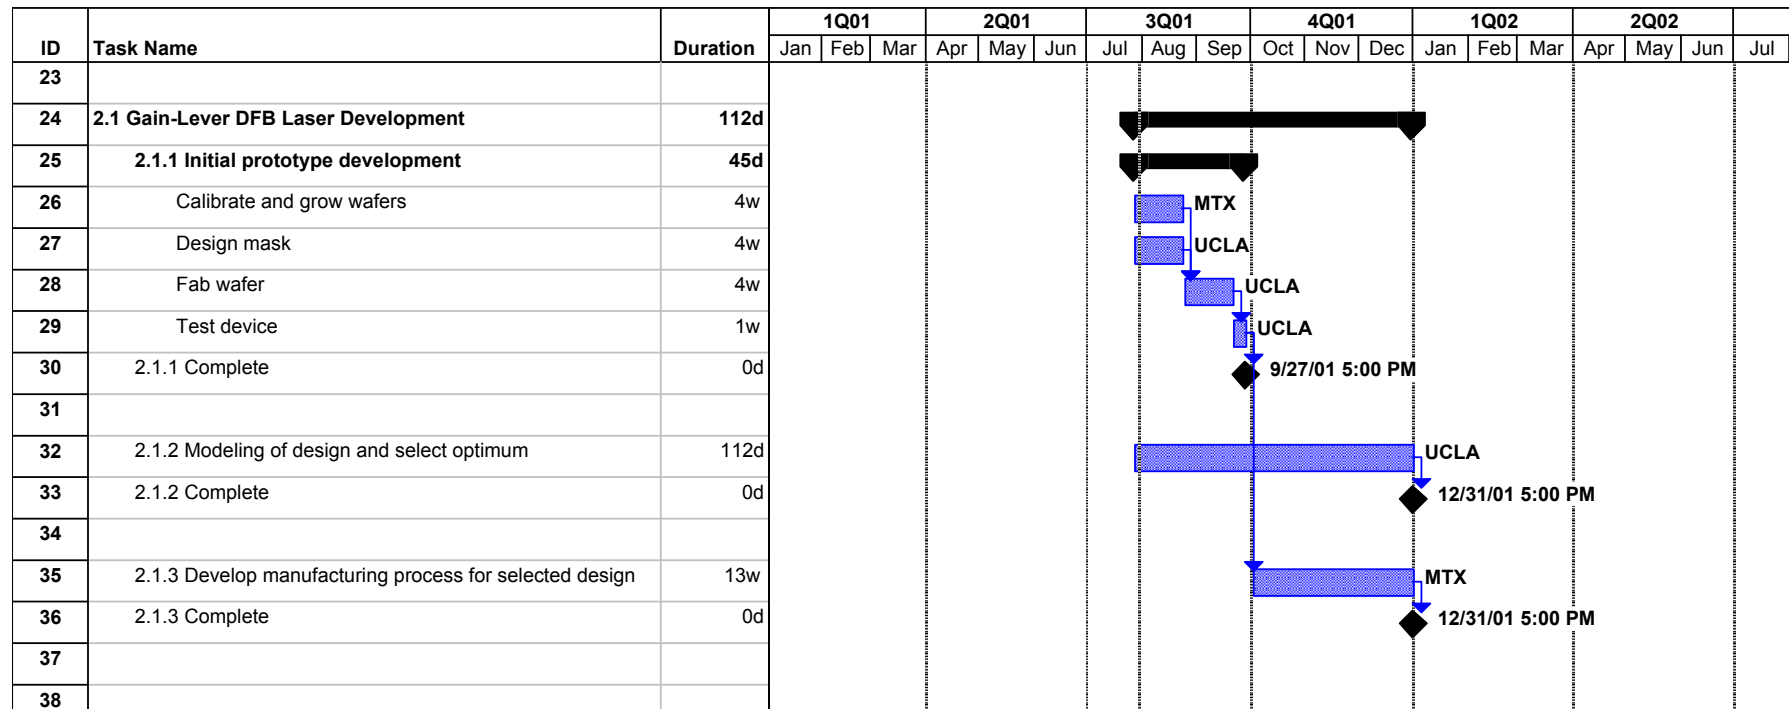 1Q01 2Q01 3Q01 4Q01 1Q02 2Q02
ID Task Name Duration Jan Feb Mar Apr May Jun Jul Aug Sep Oct Nov Dec Jan Feb Mar Apr May Jun Jul
23
24 2.1 Gain-Lever DFB Laser Development 112d
25 2.1.1 Initial prototype development 45d
26 Calibrate and grow wafers 4w MTX
27 Design mask 4w UCLA
28 Fab wafer 4w UCLA
29 Test device 1w UCLA
30 2.1.1 Complete 0d 9/27/01 5:00 PM
31
32 2.1.2 Modeling of design and select optimum 112d UCLA
33 2.1.2 Complete 0d 12/31/01 5:00 PM
34
35 2.1.3 Develop manufacturing process for selected design 13w MTX
36 2.1.3 Complete 0d 12/31/01 5:00 PM
37
38